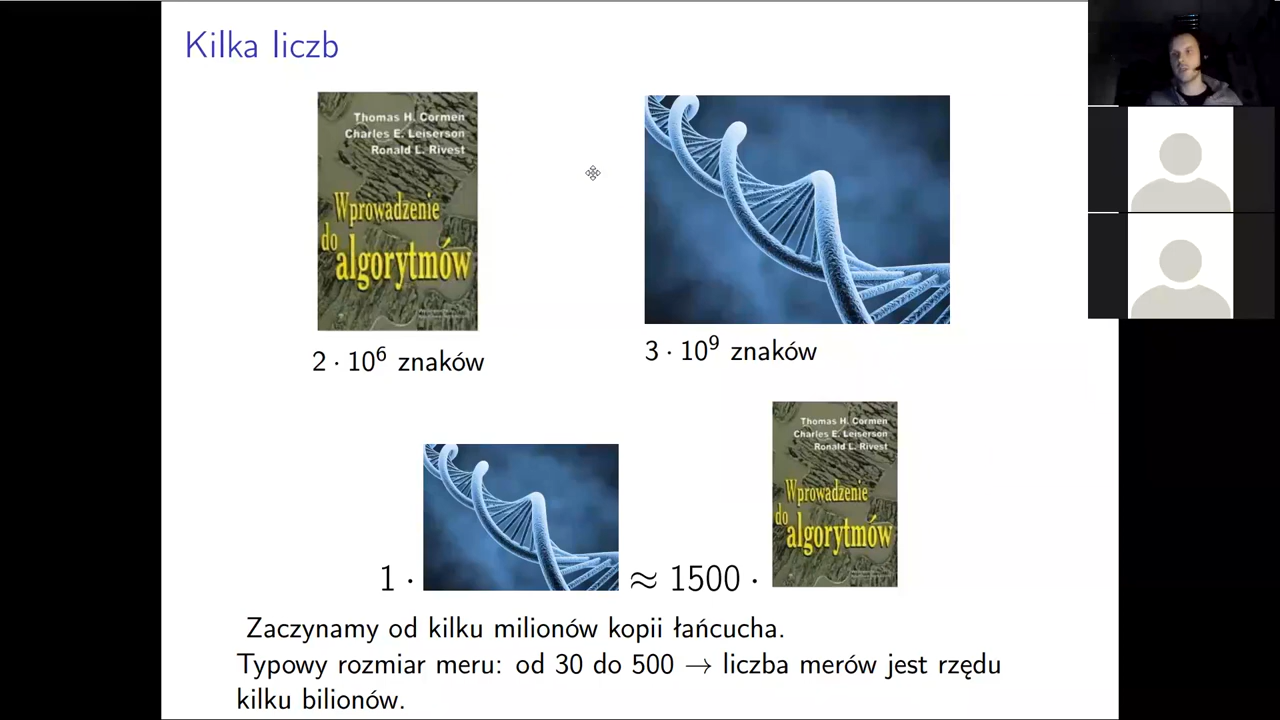 Kilka liczb
Thomas H. Cormen
Charles E. Leiserson
Ronald L. Rivest
Wprowadzenie
do
algorytmów
2 · 10⁶ znaków
3 · 10⁹ znaków
Thomas H. Cormen
Charles E. Leiserson
Ronald L. Rivest
Wprowadzenie
do
algorytmów
1 · ≈ 1500 ·
Zaczynamy od kilku milionów kopii łańcucha.
Typowy rozmiar meru: od 30 do 500 → liczba merów jest rzędu
kilku bilionów.